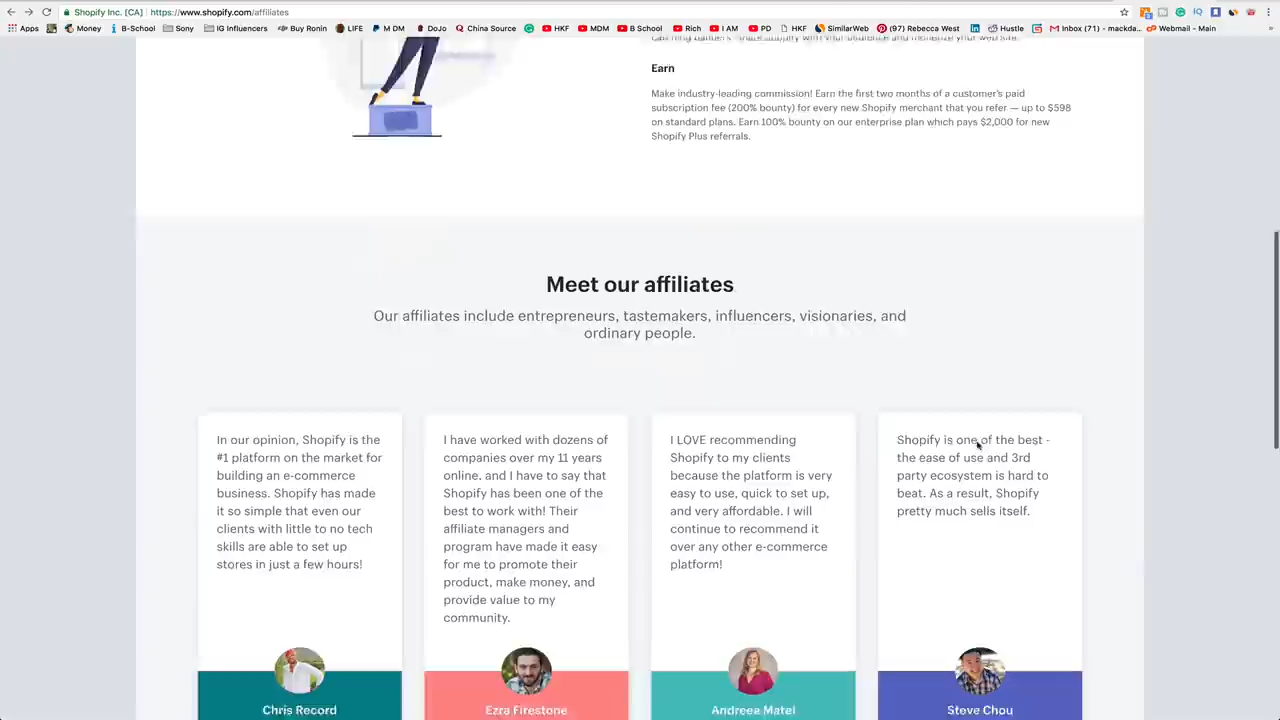 Shopify Inc. [CA] https://www.shopify.com/affiliates
Apps Money B-School Sony IG Influencers Buy Ronin LIFE M DM DoJo China Source HKF MDM B School Rich I AM PD HKF SimilarWeb (97) Rebecca West Hustle Inbox (71) - mackda... Webmail - Main »
Earn
Make industry-leading commission! Earn the first two months of a customer's paid
subscription fee (200% bounty) for every new Shopify merchant that you refer — up to $598
on standard plans. Earn 100% bounty on our enterprise plan which pays $2,000 for new
Shopify Plus referrals.
Meet our affiliates
Our affiliates include entrepreneurs, tastemakers, influencers, visionaries, and
ordinary people.
In our opinion, Shopify is the
#1 platform on the market for
building an e-commerce
business. Shopify has made
it so simple that even our
clients with little to no tech
skills are able to set up
stores in just a few hours!
Chris Record
I have worked with dozens of
companies over my 11 years
online, and I have to say that
Shopify has been one of the
best to work with! Their
affiliate managers and
program have made it easy
for me to promote their
product, make money, and
provide value to my
community.
Ezra Firestone
I LOVE recommending
Shopify to my clients
because the platform is very
easy to use, quick to set up,
and very affordable. I will
continue to recommend it
over any other e-commerce
platform!
Andreea Matei
Shopify is one of the best -
the ease of use and 3rd
party ecosystem is hard to
beat. As a result, Shopify
pretty much sells itself.
Steve Chou